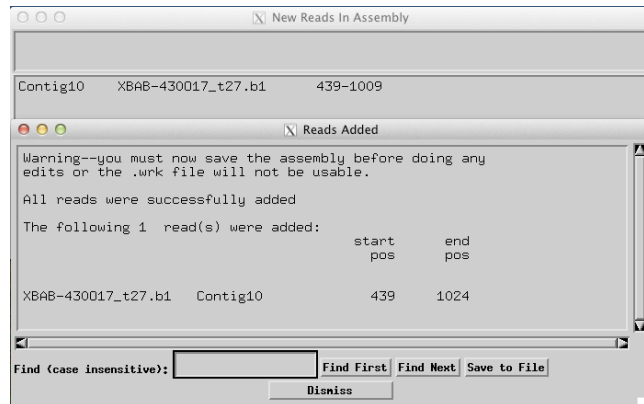 New Reads In Assembly
Contig10 XBAB-430017_t27.b1 439-1009
Reads Added
Warning--you must now save the assembly before doing any
edits or the .wrk file will not be usable.
All reads were successfully added
The following 1 read(s) were added:
start end
pos pos
XBAB-430017_t27.b1 Contig10 439 1024
Find (case insensitive): Find First Find Next Save to File
Dismiss